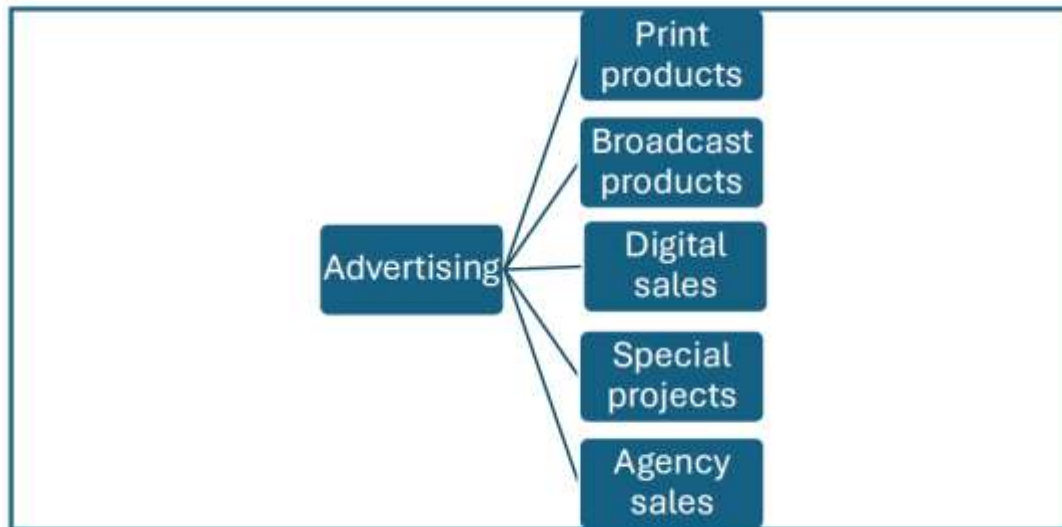 Print
products
Broadcast
products
Advertising
Digital
sales
Special
projects
Agency
sales